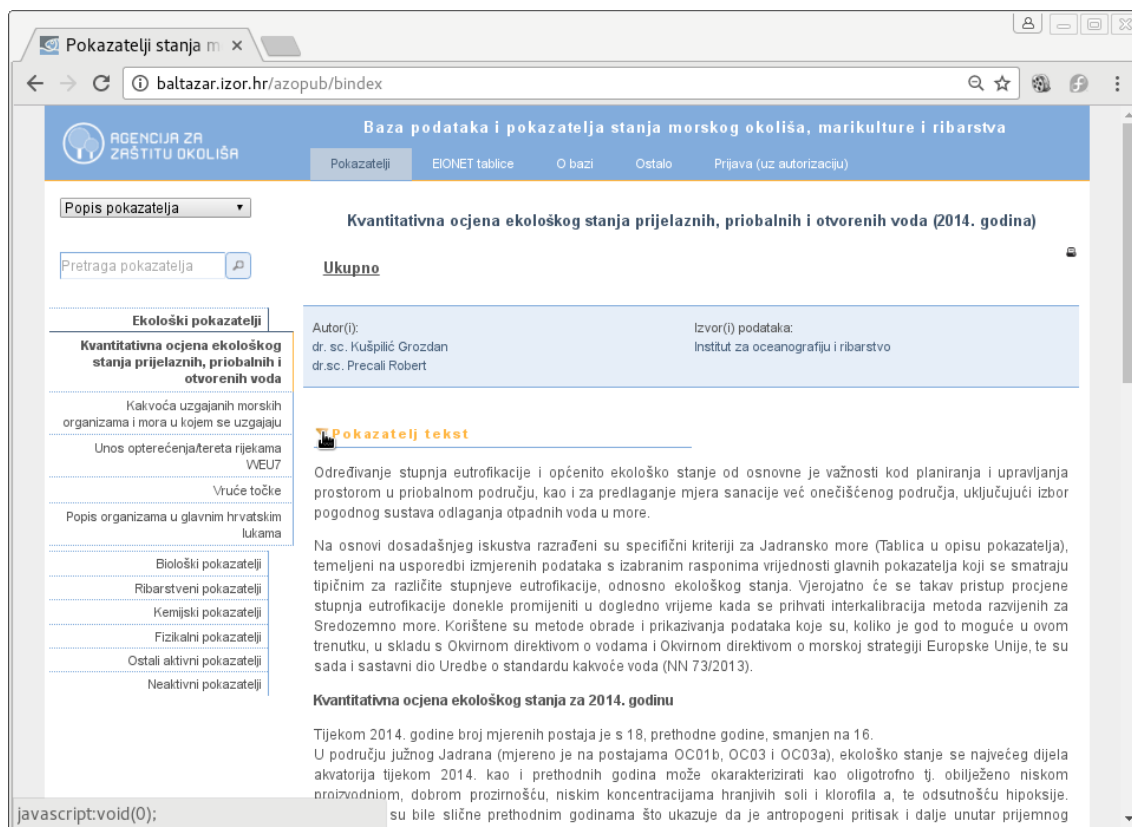 Pokazatelji stanja m
baltazar.izor.hr/azopub/bindex
AGENCIJA ZA
ZAŠTITU OKOLIŠA
Baza podataka i pokazatelja stanja morskog okoliša, marikulture i ribarstva
Pokazatelji EIONET tablice O bazi Ostalo Prijava (uz autorizaciju)
Popis pokazatelja
Pretraga pokazatelja
Ekološki pokazatelji
Kvantitativna ocjena ekološkog
stanja prijelaznih, priobalnih i
otvorenih voda
Kakvoća uzgajanih morskih
organizama i mora u kojem se uzgajaju
Unos opterećenja/tereta rijekama
WEU7
Vruće točke
Popis organizama u glavnim hrvatskim
lukama
Biološki pokazatelji
Ribarstveni pokazatelji
Kemijski pokazatelji
Fizikalni pokazatelji
Ostali aktivni pokazatelji
Neaktivni pokazatelji
Kvantitativna ocjena ekološkog stanja prijelaznih, priobalnih i otvorenih voda (2014. godina)
Ukupno
Autor(i):
dr. sc. Kušpilić Grozdan
dr.sc. Precali Robert
Izvor(i) podataka:
Institut za oceanografiju i ribarstvo
Pokazatelj tekst
Određivanje stupnja eutrofikacije i općenito ekološko stanje od osnovne je važnosti kod planiranja i upravljanja
prostorom u priobalnom području, kao i za predlaganje mjera sanacije već onečišćenog područja, uključujući izbor
pogodnog sustava odlaganja otpadnih voda u more.
Na osnovi dosadašnjeg iskustva razrađeni su specifični kriteriji za Jadransko more (Tablica u opisu pokazatelja),
temeljeni na usporedbi izmjerenih podataka s izabranim rasponima vrijednosti glavnih pokazatelja koji se smatraju
tipičnim za različite stupnjeve eutrofikacije, odnosno ekološkog stanja. Vjerojatno će se takav pristup procjene
stupnja eutrofikacije donekle promijeniti u dogledno vrijeme kada se prihvati interkalibracija metoda razvijenih za
Sredozemno more. Korištene su metode obrade i prikazivanja podataka koje su, koliko je god to moguće u ovom
trenutku, u skladu s Okvirnom direktivom o vodama i Okvirnom direktivom o morskoj strategiji Europske Unije, te su
sada i sastavni dio Uredbe o standardu kakvoće voda (NN 73/2013).
Kvantitativna ocjena ekološkog stanja za 2014. godinu
Tijekom 2014. godine broj mjerenih postaja je s 18, prethodne godine, smanjen na 16.
U području južnog Jadrana (mjereno je na postajama OC01b, OC03 i OC03a), ekološko stanje se najvećeg dijela
akvatorija tijekom 2014. kao i prethodnih godina može okarakterizirati kao oligotrofno tj. obilježeno niskom
proizvodnjom, dobrom prozirnošću, niskim koncentracijama hranjivih soli i klorofila a, te odsutnošću hipoksije.
su bile slične prethodnim godinama što ukazuje da je antropogeni pritisak i dalje unutar prijemnog
javascript:void(0);